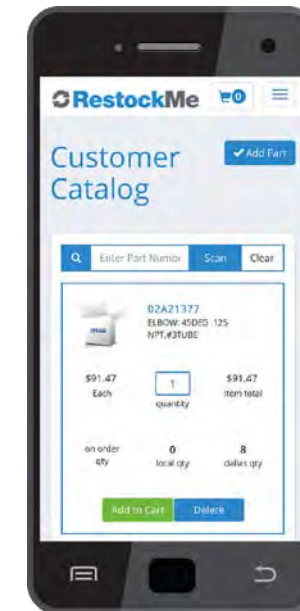 RestockMe 0
Customer
Catalog
Add Part
Enter Part Numbe Scan Clear
02A21377
ELBOW: 45DEG .125
NPT,#3TUBE
$91.47 1 $91.47
Each quantity item total
on order 0 8
qty local qty dallas qty
Add to Cart Delete